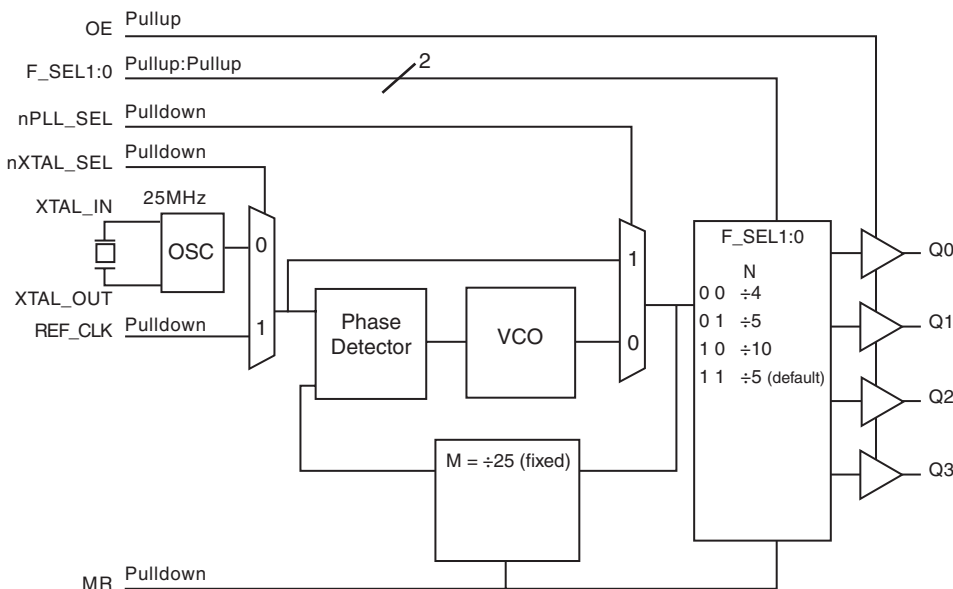 OE Pullup
F_SEL1:0 Pullup:Pullup 2
nPLL_SEL Pulldown
nXTAL_SEL Pulldown
XTAL_IN 25MHz
OSC
XTAL_OUT
REF_CLK Pulldown
0
1
Phase
Detector
VCO
1
0
M = ÷25 (fixed)
F_SEL1:0
N
0 0 ÷4
0 1 ÷5
1 0 ÷10
1 1 ÷5 (default)
Q0
Q1
Q2
Q3
MR Pulldown